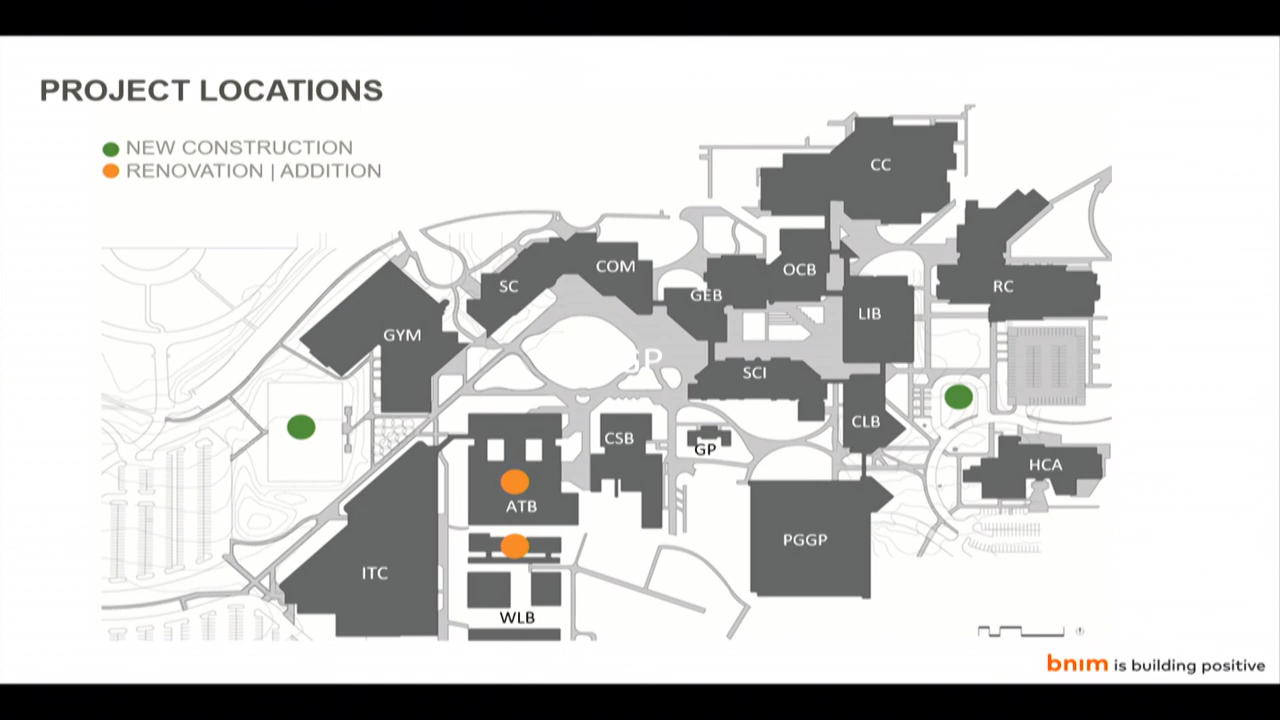 PROJECT LOCATIONS
NEW CONSTRUCTION
RENOVATION | ADDITION
CC
COM
OCB
SC
GEB
RC
LIB
GYM
SP
SCI
CLB
CSB
GP
HCA
ATB
PGGP
ITC
WLB
bnim is building positive